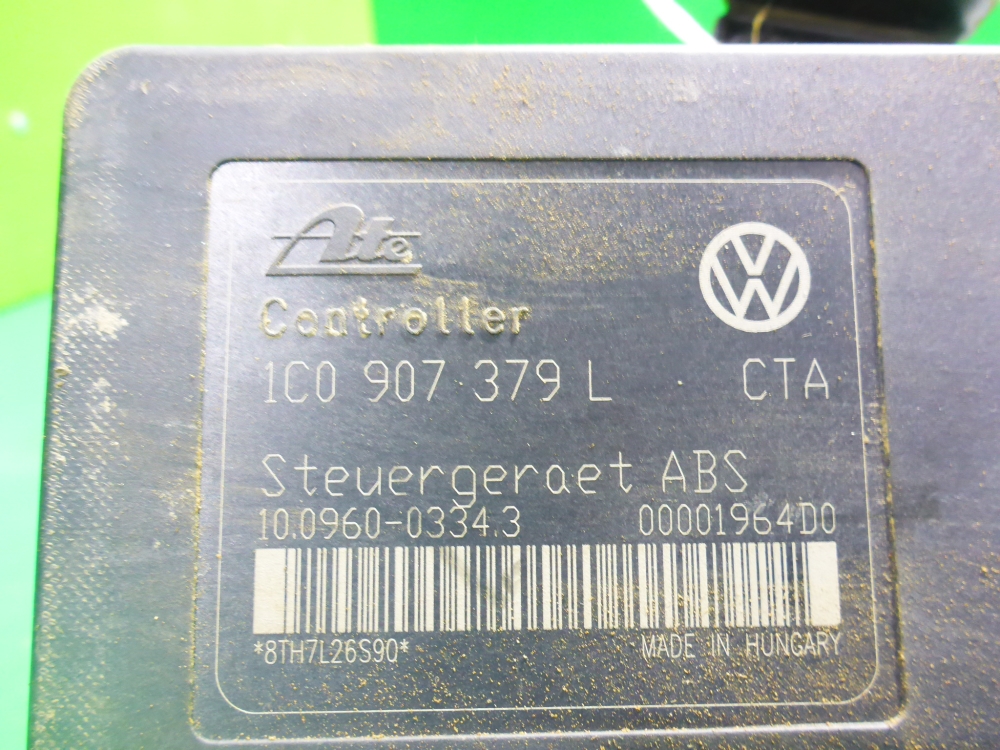 Ate
Controller
1C0 907 379 L CTA
Steuergeraet ABS
10.0960-0334.3 00001964D0
*8TH7L26S90* MADE IN HUNGARY